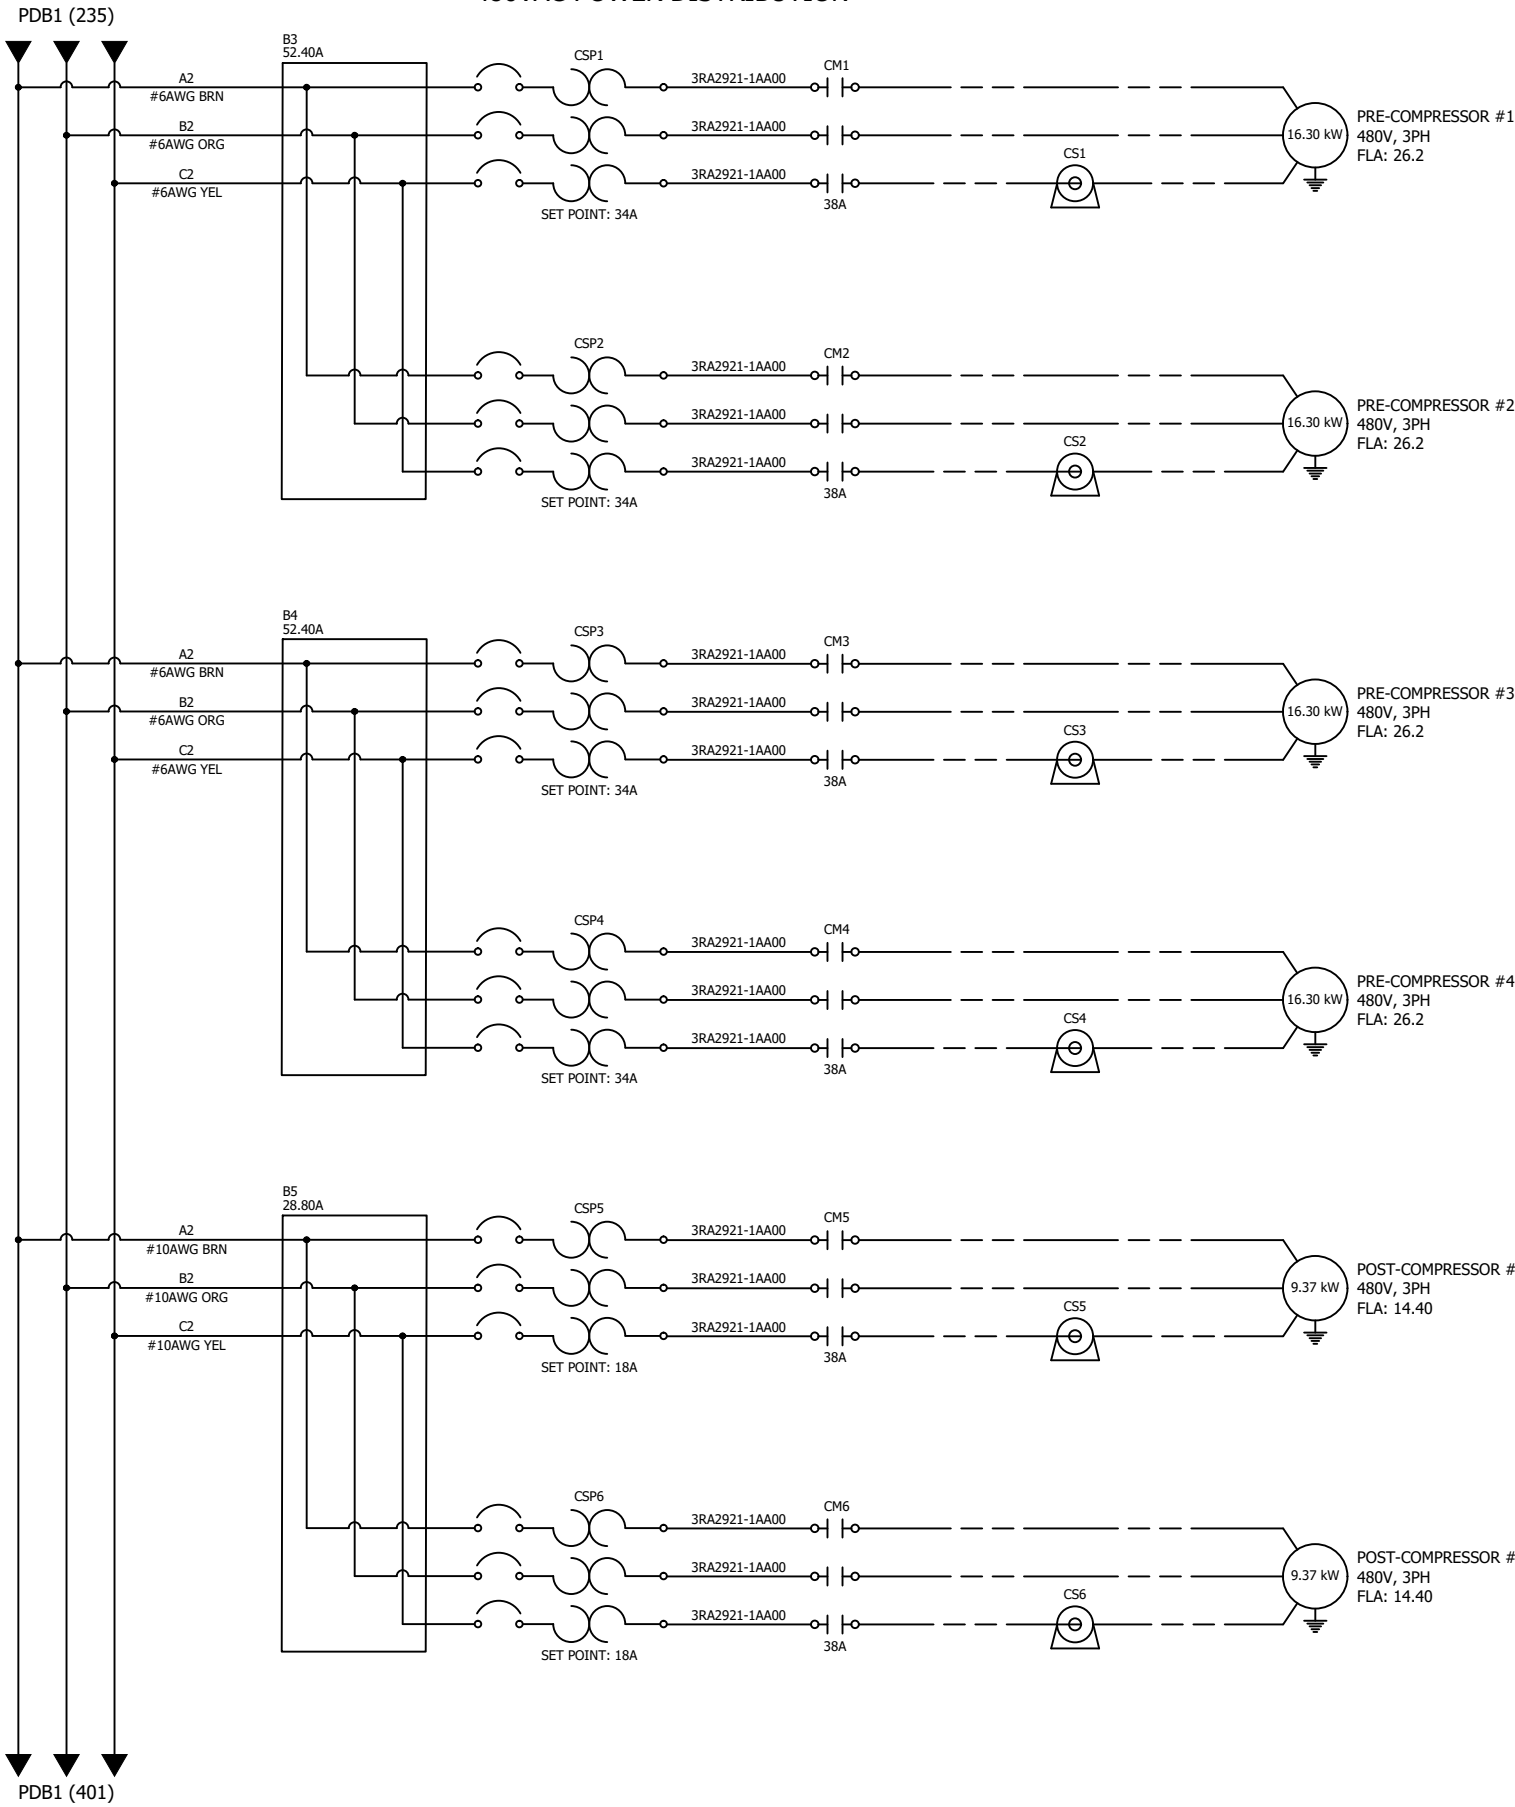 PDB1 (235)
B3
52.40A
A2
#6AWG BRN
B2
#6AWG ORG
C2
#6AWG YEL
CSP1
3RA2921-1AA00
3RA2921-1AA00
3RA2921-1AA00
SET POINT: 34A
CM1
38A
CS1
16.30 kW
PRE-COMPRESSOR #1
480V, 3PH
FLA: 26.2
CSP2
3RA2921-1AA00
3RA2921-1AA00
3RA2921-1AA00
SET POINT: 34A
CM2
38A
CS2
16.30 kW
PRE-COMPRESSOR #2
480V, 3PH
FLA: 26.2
B4
52.40A
A2
#6AWG BRN
B2
#6AWG ORG
C2
#6AWG YEL
CSP3
3RA2921-1AA00
3RA2921-1AA00
3RA2921-1AA00
SET POINT: 34A
CM3
38A
CS3
16.30 kW
PRE-COMPRESSOR #3
480V, 3PH
FLA: 26.2
CSP4
3RA2921-1AA00
3RA2921-1AA00
3RA2921-1AA00
SET POINT: 34A
CM4
38A
CS4
16.30 kW
PRE-COMPRESSOR #4
480V, 3PH
FLA: 26.2
B5
28.80A
A2
#10AWG BRN
B2
#10AWG ORG
C2
#10AWG YEL
CSP5
3RA2921-1AA00
3RA2921-1AA00
3RA2921-1AA00
SET POINT: 18A
CM5
38A
CS5
9.37 kW
POST-COMPRESSOR #
480V, 3PH
FLA: 14.40
CSP6
3RA2921-1AA00
3RA2921-1AA00
3RA2921-1AA00
SET POINT: 18A
CM6
38A
CS6
9.37 kW
POST-COMPRESSOR #
480V, 3PH
FLA: 14.40
PDB1 (401)